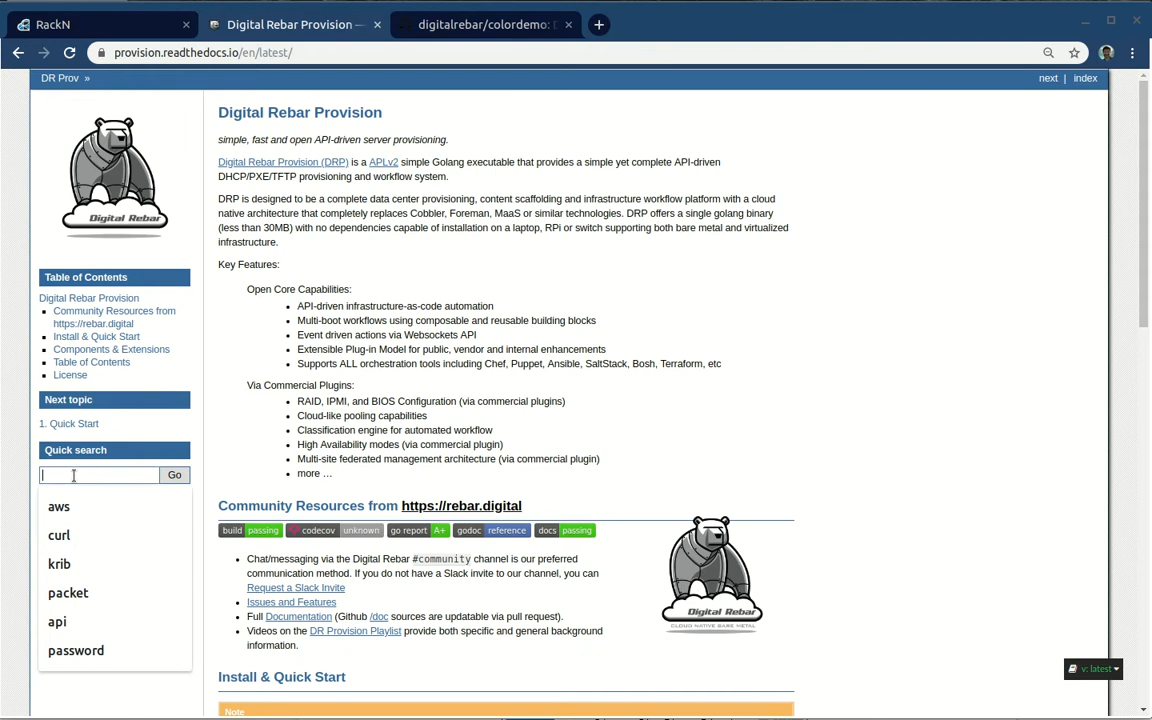 RackN
Digital Rebar Provision —
digitalrebar/colordemo: D
provision.readthedocs.io/en/latest/
DR Prov »
next | index
Digital Rebar
Table of Contents
Digital Rebar Provision
Community Resources from
https://rebar.digital
Install & Quick Start
Components & Extensions
Table of Contents
License
Next topic
1. Quick Start
Quick search
Go
aws
curl
krib
packet
api
password
Digital Rebar Provision
simple, fast and open API-driven server provisioning.
Digital Rebar Provision (DRP) is a APLv2 simple Golang executable that provides a simple yet complete API-driven
DHCP/PXE/TFTP provisioning and workflow system.
DRP is designed to be a complete data center provisioning, content scaffolding and infrastructure workflow platform with a cloud
native architecture that completely replaces Cobbler, Foreman, MaaS or similar technologies. DRP offers a single golang binary
(less than 30MB) with no dependencies capable of installation on a laptop, RPi or switch supporting both bare metal and virtualized
infrastructure.
Key Features:
Open Core Capabilities:
• API-driven infrastructure-as-code automation
• Multi-boot workflows using composable and reusable building blocks
• Event driven actions via Websockets API
• Extensible Plug-in Model for public, vendor and internal enhancements
• Supports ALL orchestration tools including Chef, Puppet, Ansible, SaltStack, Bosh, Terraform, etc
Via Commercial Plugins:
• RAID, IPMI, and BIOS Configuration (via commercial plugins)
• Cloud-like pooling capabilities
• Classification engine for automated workflow
• High Availability modes (via commercial plugin)
• Multi-site federated management architecture (via commercial plugin)
• more …
Community Resources from https://rebar.digital
build passing codecov unknown go report A+ godoc reference docs passing
• Chat/messaging via the Digital Rebar #community channel is our preferred
communication method. If you do not have a Slack invite to our channel, you can
Request a Slack Invite
• Issues and Features
• Full Documentation (Github /doc sources are updatable via pull request).
• Videos on the DR Provision Playlist provide both specific and general background
information.
Digital Rebar
CLOUD NATIVE BARE METAL
Install & Quick Start
Note
v: latest